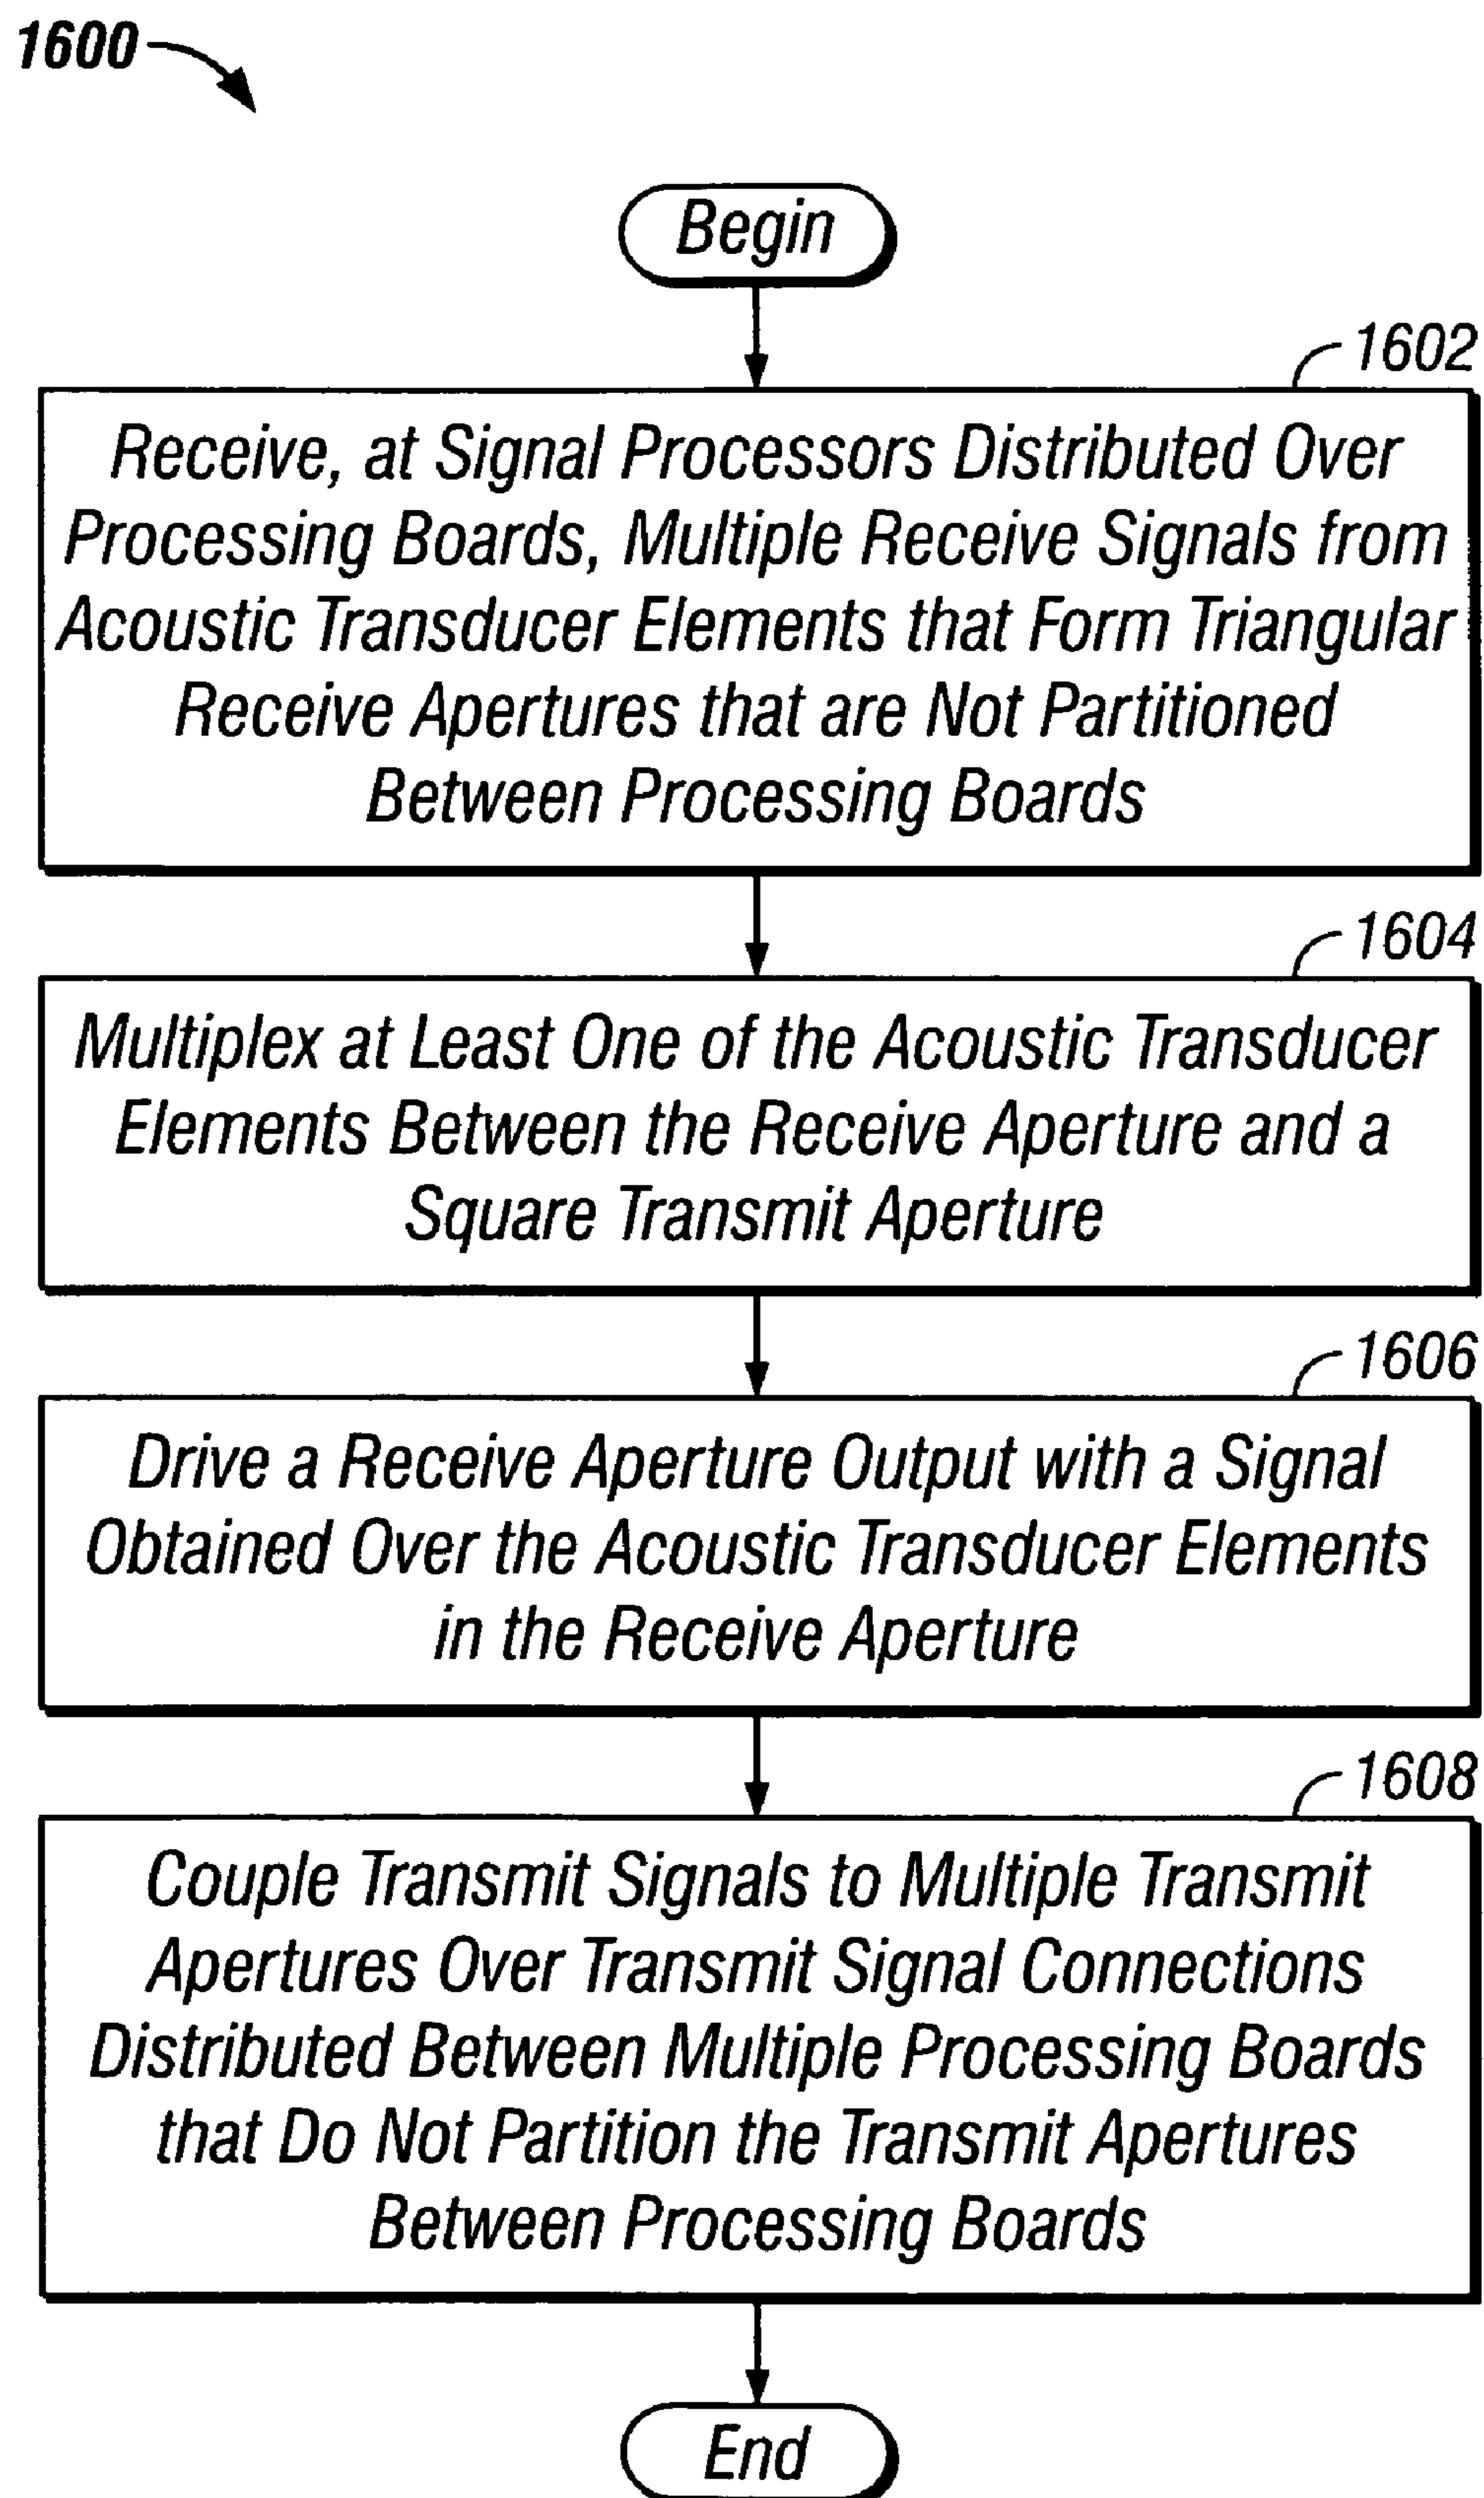 1600
Begin
1602
Receive, at Signal Processors Distributed Over
Processing Boards, Multiple Receive Signals from
Acoustic Transducer Elements that Form Triangular
Receive Apertures that are Not Partitioned
Between Processing Boards
1604
Multiplex at Least One of the Acoustic Transducer
Elements Between the Receive Aperture and a
Square Transmit Aperture
1606
Drive a Receive Aperture Output with a Signal
Obtained Over the Acoustic Transducer Elements
in the Receive Aperture
1608
Couple Transmit Signals to Multiple Transmit
Apertures Over Transmit Signal Connections
Distributed Between Multiple Processing Boards
that Do Not Partition the Transmit Apertures
Between Processing Boards
End